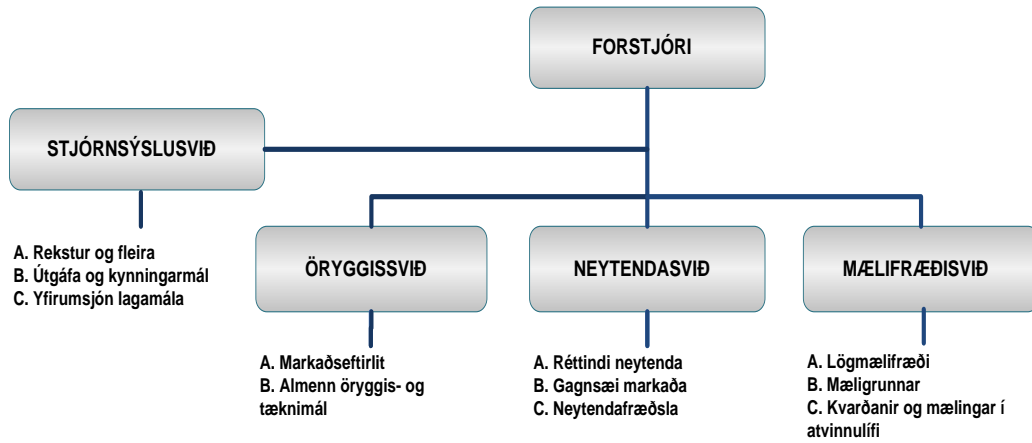 FORSTJÓRI
STJÓRNSÝSLUSVIÐ
A. Rekstur og fleira
B. Útgáfa og kynningarmál
C. Yfirumsjón lagamála
ÖRYGGISSVIÐ
NEYTENDASVIÐ
MÆLIFRÆÐISVIÐ
A. Markaðseftirlit
B. Almenn öryggis- og
tæknimál
A. Réttindi neytenda
B. Gagnsæi markaða
C. Neytendafræðsla
A. Lögmælifræði
B. Mæligrunnar
C. Kvarðanir og mælingar í
atvinnulífi